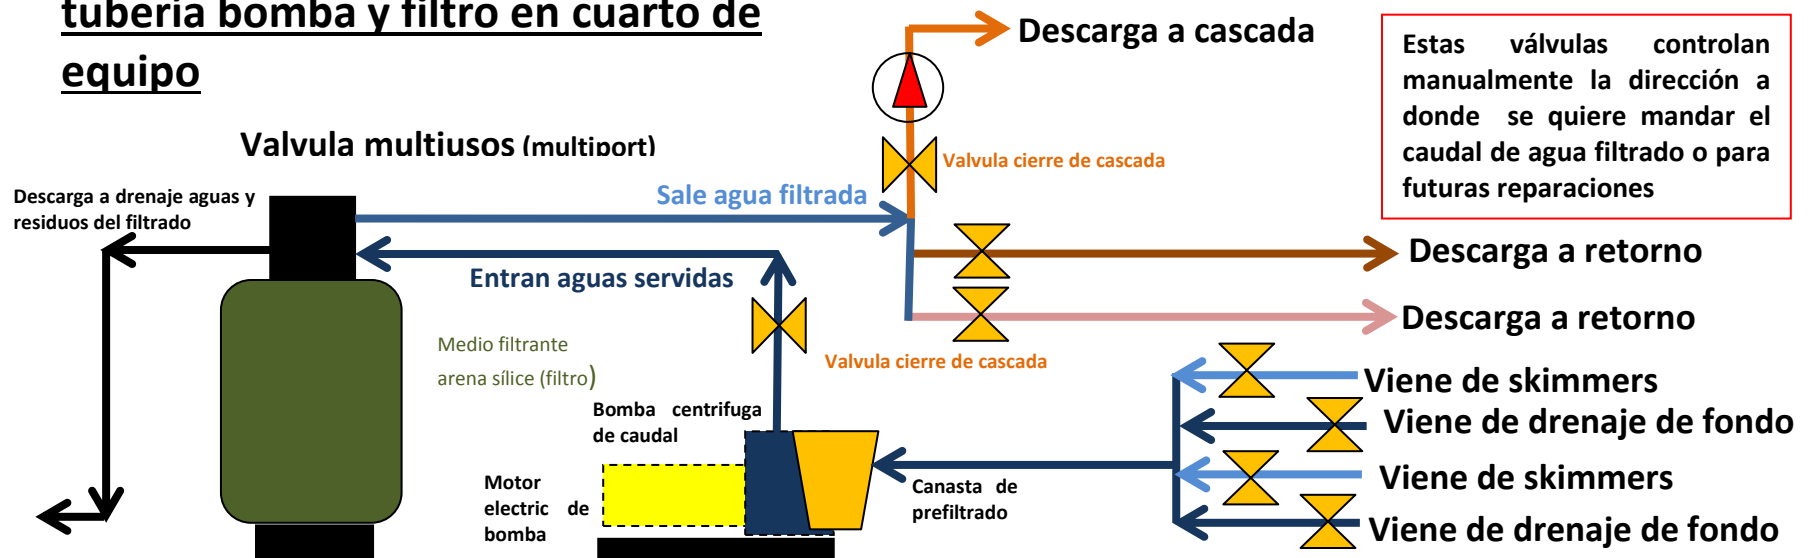 tubería bomba y filtro en cuarto de
equipo
Descarga a cascada
Estas válvulas controlan
manualmente la dirección a
donde se quiere mandar el
caudal de agua filtrado o para
futuras reparaciones
Valvula multiusos (multiport)
Valvula cierre de cascada
Descarga a drenaje aguas y
residuos del filtrado
Sale agua filtrada
Descarga a retorno
Entran aguas servidas
Descarga a retorno
Medio filtrante
arena sílice (filtro)
Valvula cierre de cascada
Viene de skimmers
Bomba centrifuga
de caudal
Viene de drenaje de fondo
Viene de skimmers
Motor
electric de
bomba
Canasta de
prefiltrado
Viene de drenaje de fondo